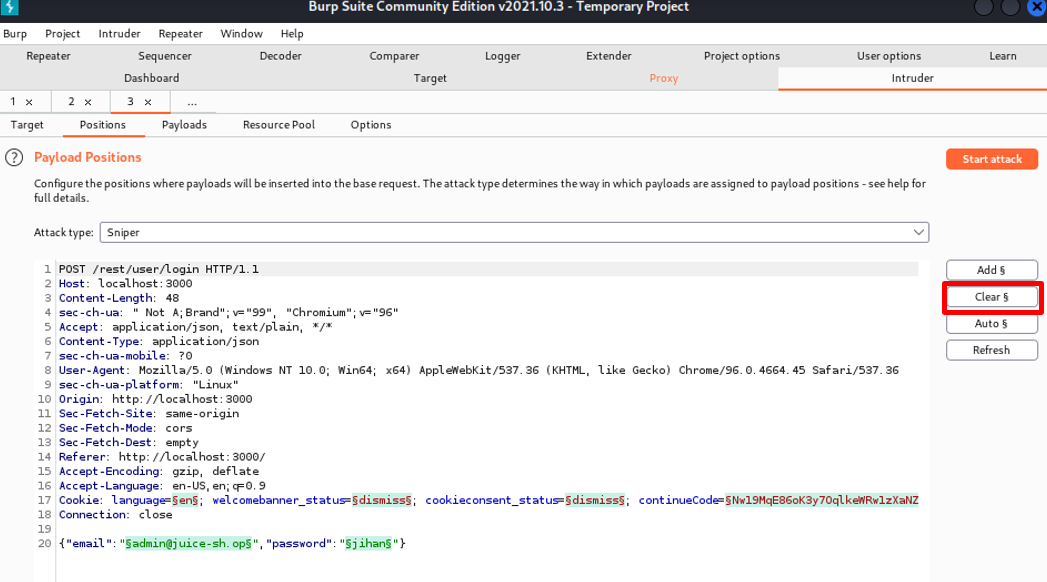 Burp Suite Community Edition v2021.10.3 - Temporary Project
Burp Project Intruder Repeater Window Help
Repeater Sequencer Decoder Comparer Logger Extender Project options User options Learn
Dashboard Target Proxy Intruder
1 × 2 × 3 × ...
Target Positions Payloads Resource Pool Options
? Payload Positions
Start attack
Configure the positions where payloads will be inserted into the base request. The attack type determines the way in which payloads are assigned to payload positions - see help for
full details.
Attack type: Sniper
1 POST /rest/user/login HTTP/1.1
2 Host: localhost:3000
3 Content-Length: 48
4 sec-ch-ua: " Not A;Brand";v="99", "Chromium";v="96"
5 Accept: application/json, text/plain, */*
6 Content-Type: application/json
7 sec-ch-ua-mobile: ?0
8 User-Agent: Mozilla/5.0 (Windows NT 10.0; Win64; x64) AppleWebKit/537.36 (KHTML, like Gecko) Chrome/96.0.4664.45 Safari/537.36
9 sec-ch-ua-platform: "Linux"
10 Origin: http://localhost:3000
11 Sec-Fetch-Site: same-origin
12 Sec-Fetch-Mode: cors
13 Sec-Fetch-Dest: empty
14 Referer: http://localhost:3000/
15 Accept-Encoding: gzip, deflate
16 Accept-Language: en-US,en;q=0.9
17 Cookie: language=§en§; welcomebanner_status=§dismiss§; cookieconsent_status=§dismiss§; continueCode=§Nw19MqE86oK3y7OqlkeWRw1zXaNZ
18 Connection: close
19
20 {"email":"§admin@juice-sh.op§","password":"§jihan§"}
Add §
Clear §
Auto §
Refresh